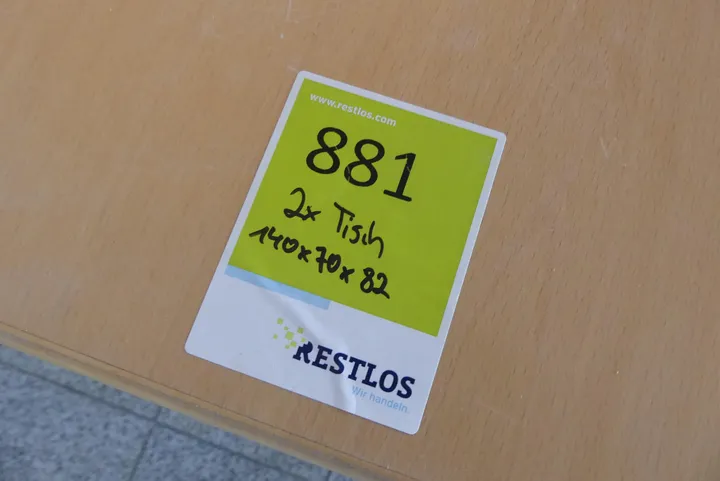 www.restlos.com
881
2x Tisch
140x70x82
RESTLOS
Wir handeln.